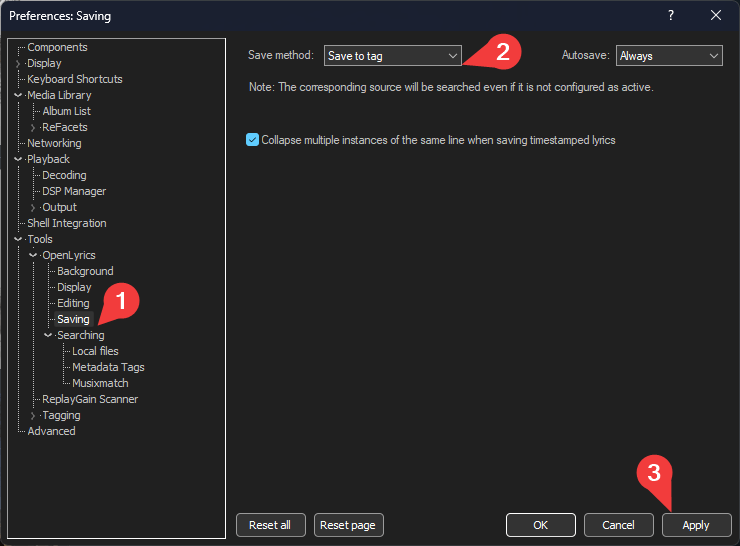 Preferences: Saving
?
Components
Display
Keyboard Shortcuts
Media Library
Album List
ReFacets
Networking
Playback
Decoding
DSP Manager
Output
Shell Integration
Tools
OpenLyrics
Background
Display
Editing
Saving
Searching
Local files
Metadata Tags
Musixmatch
ReplayGain Scanner
Tagging
Advanced
1
Save method: Save to tag
2
Autosave: Always
Note: The corresponding source will be searched even if it is not configured as active.
Collapse multiple instances of the same line when saving timestamped lyrics
3
Reset all Reset page OK Cancel Apply